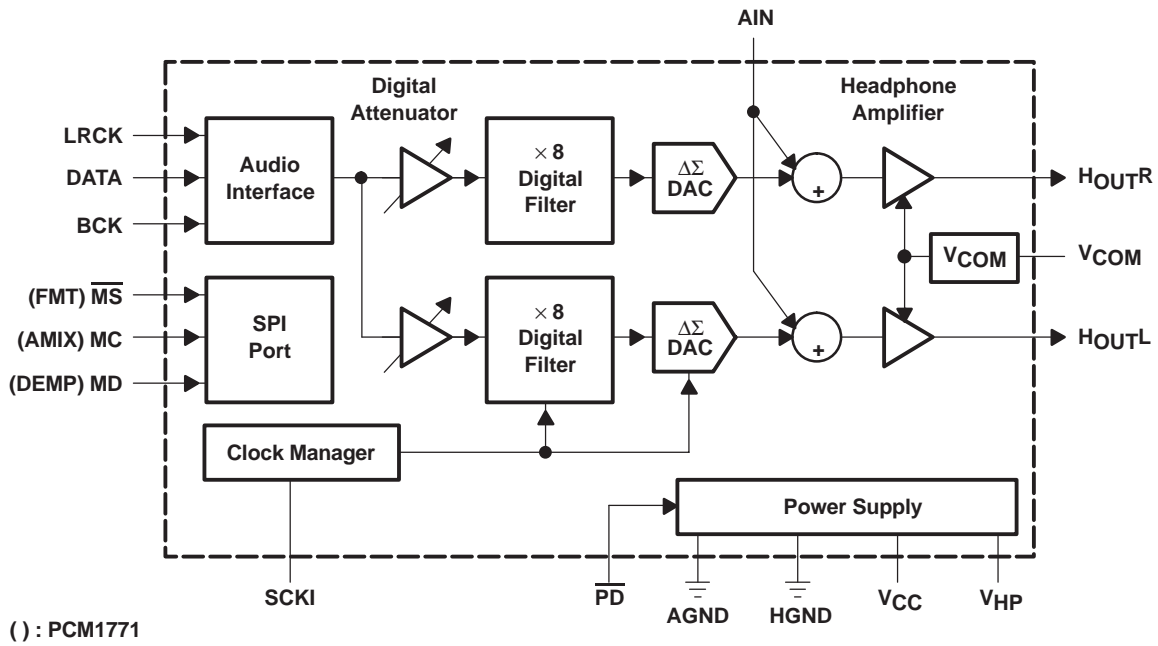 AIN
Digital
Attenuator
Headphone
Amplifier
LRCK
DATA
BCK
Audio
Interface
× 8
Digital
Filter
ΔΣ
DAC
+
HOUTR
VCOM
VCOM
(FMT) M̅S̅
(AMIX) MC
(DEMP) MD
SPI
Port
× 8
Digital
Filter
ΔΣ
DAC
+
HOUTL
Clock Manager
Power Supply
SCKI
P̅D̅
AGND
HGND
VCC
VHP
( ) : PCM1771